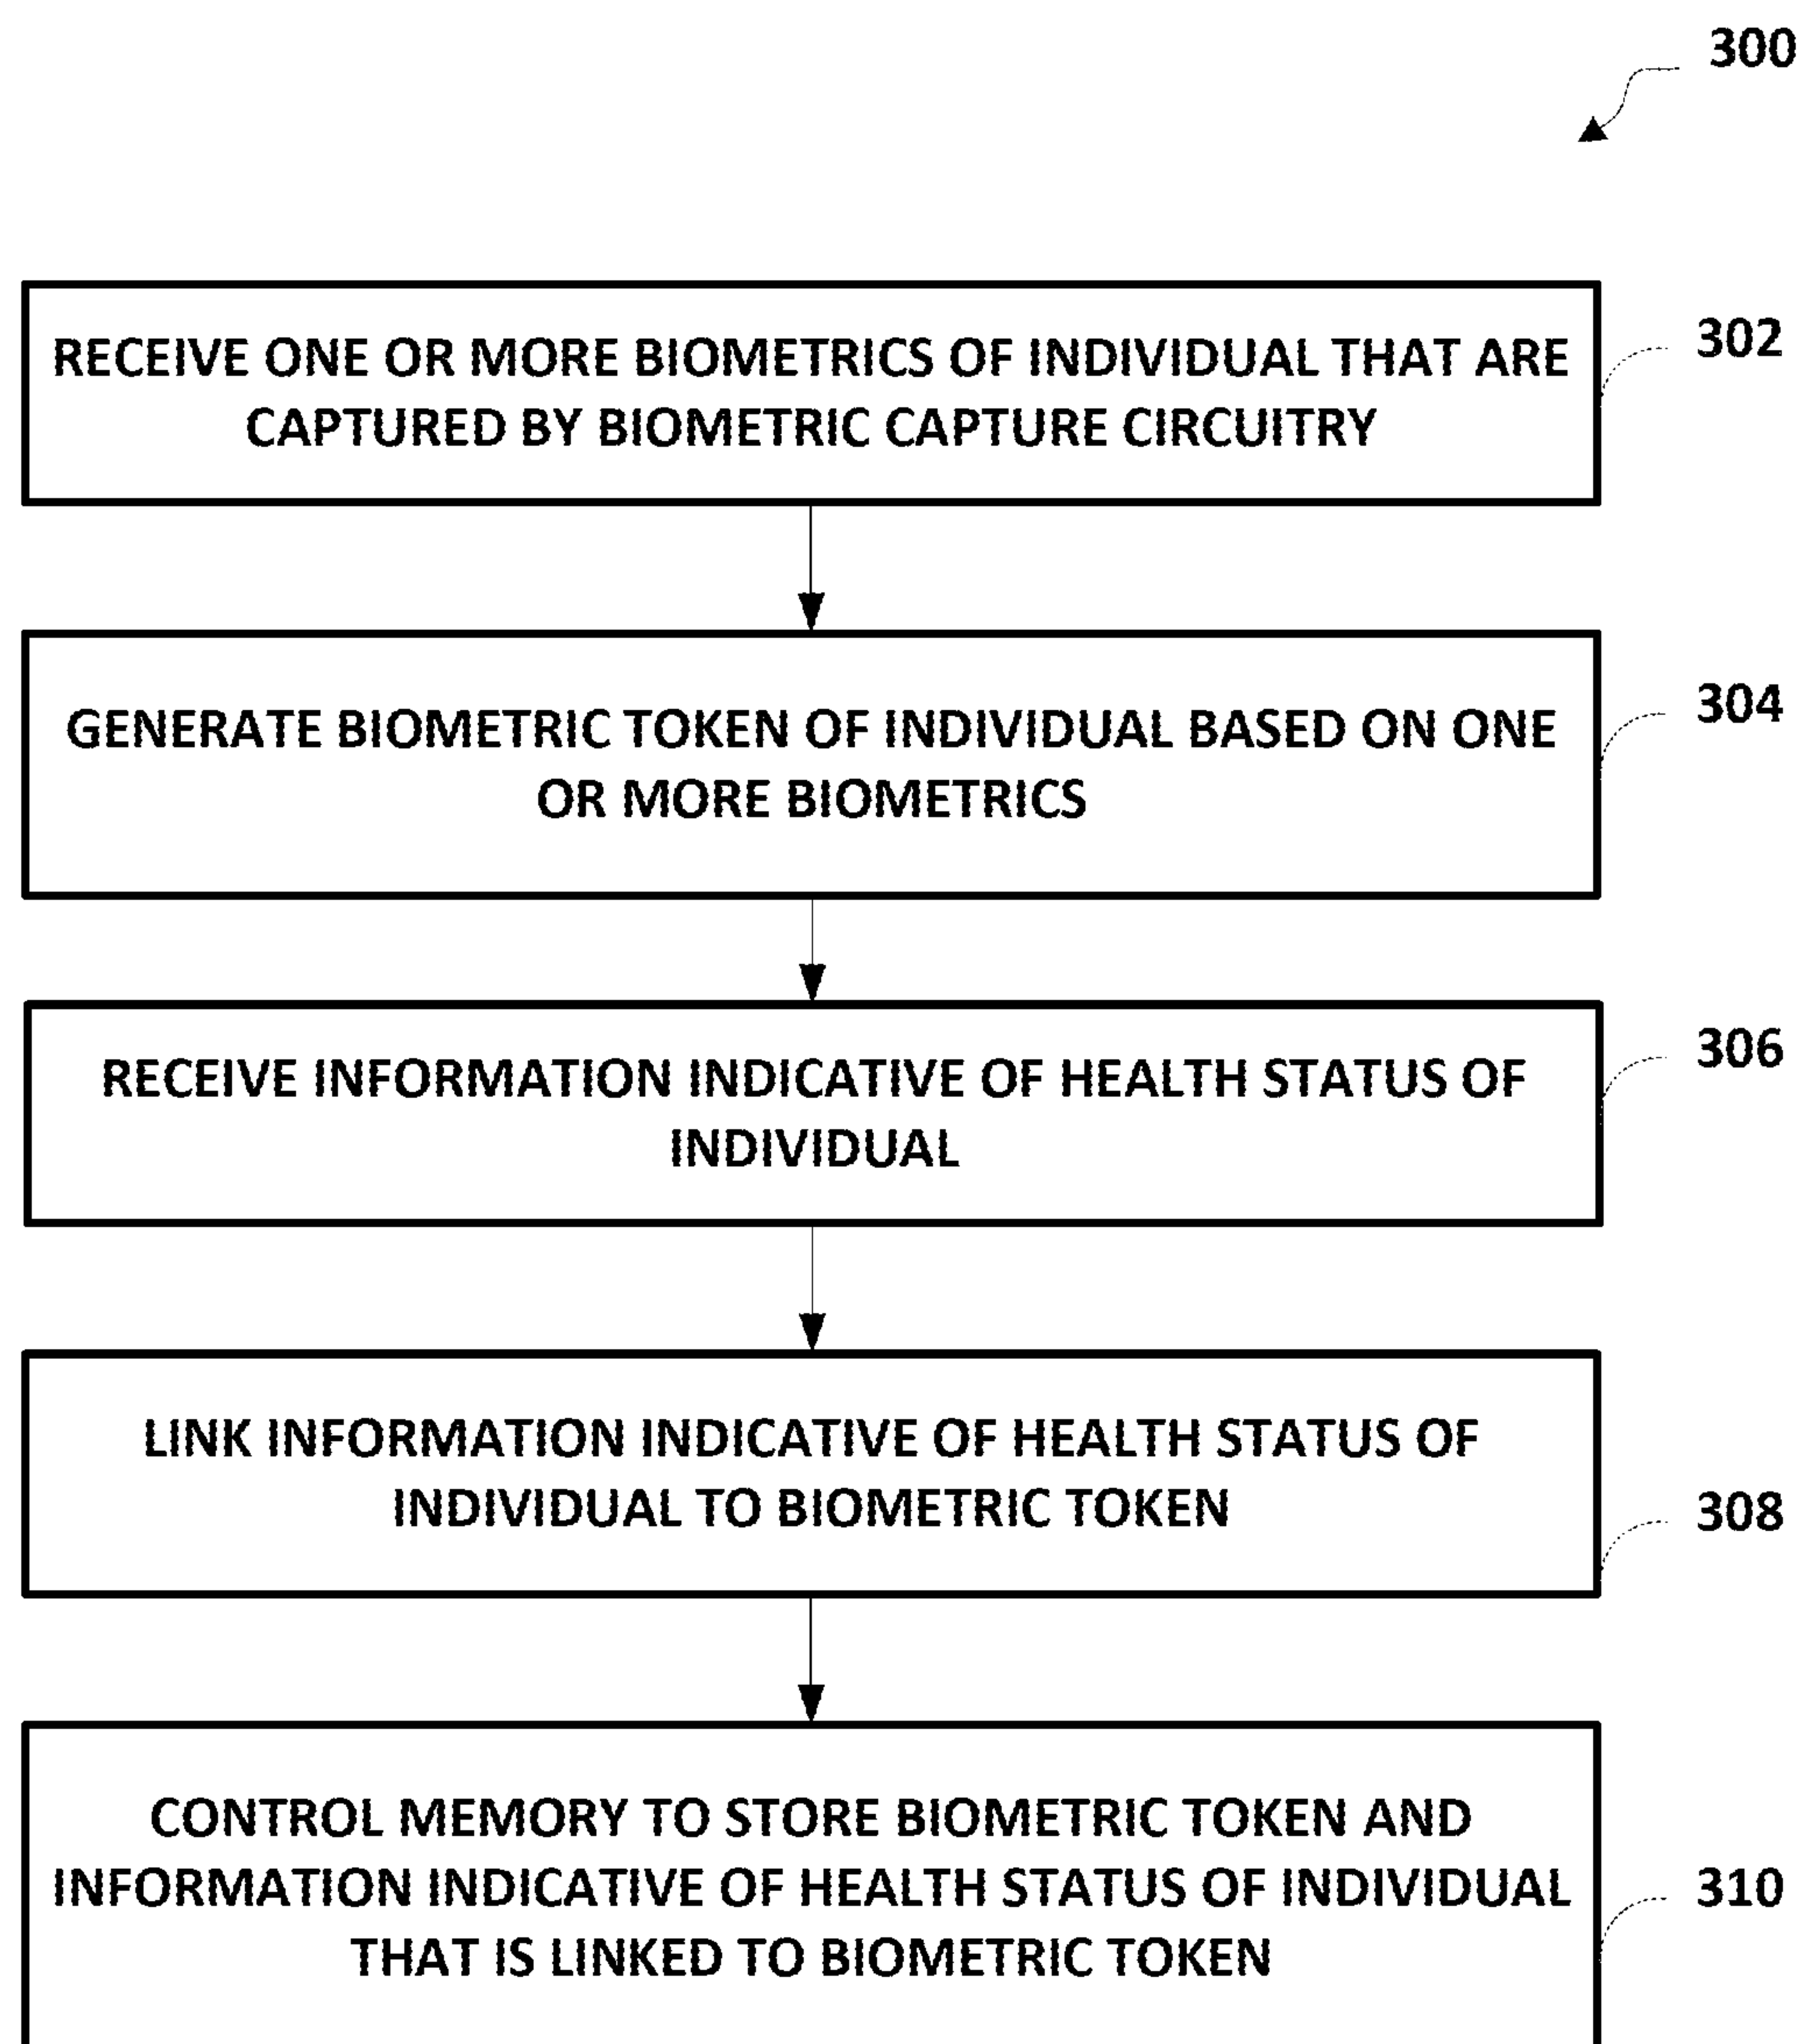 300
RECEIVE ONE OR MORE BIOMETRICS OF INDIVIDUAL THAT ARE
CAPTURED BY BIOMETRIC CAPTURE CIRCUITRY
302
GENERATE BIOMETRIC TOKEN OF INDIVIDUAL BASED ON ONE
OR MORE BIOMETRICS
304
RECEIVE INFORMATION INDICATIVE OF HEALTH STATUS OF
INDIVIDUAL
306
LINK INFORMATION INDICATIVE OF HEALTH STATUS OF
INDIVIDUAL TO BIOMETRIC TOKEN
308
CONTROL MEMORY TO STORE BIOMETRIC TOKEN AND
INFORMATION INDICATIVE OF HEALTH STATUS OF INDIVIDUAL
THAT IS LINKED TO BIOMETRIC TOKEN
310